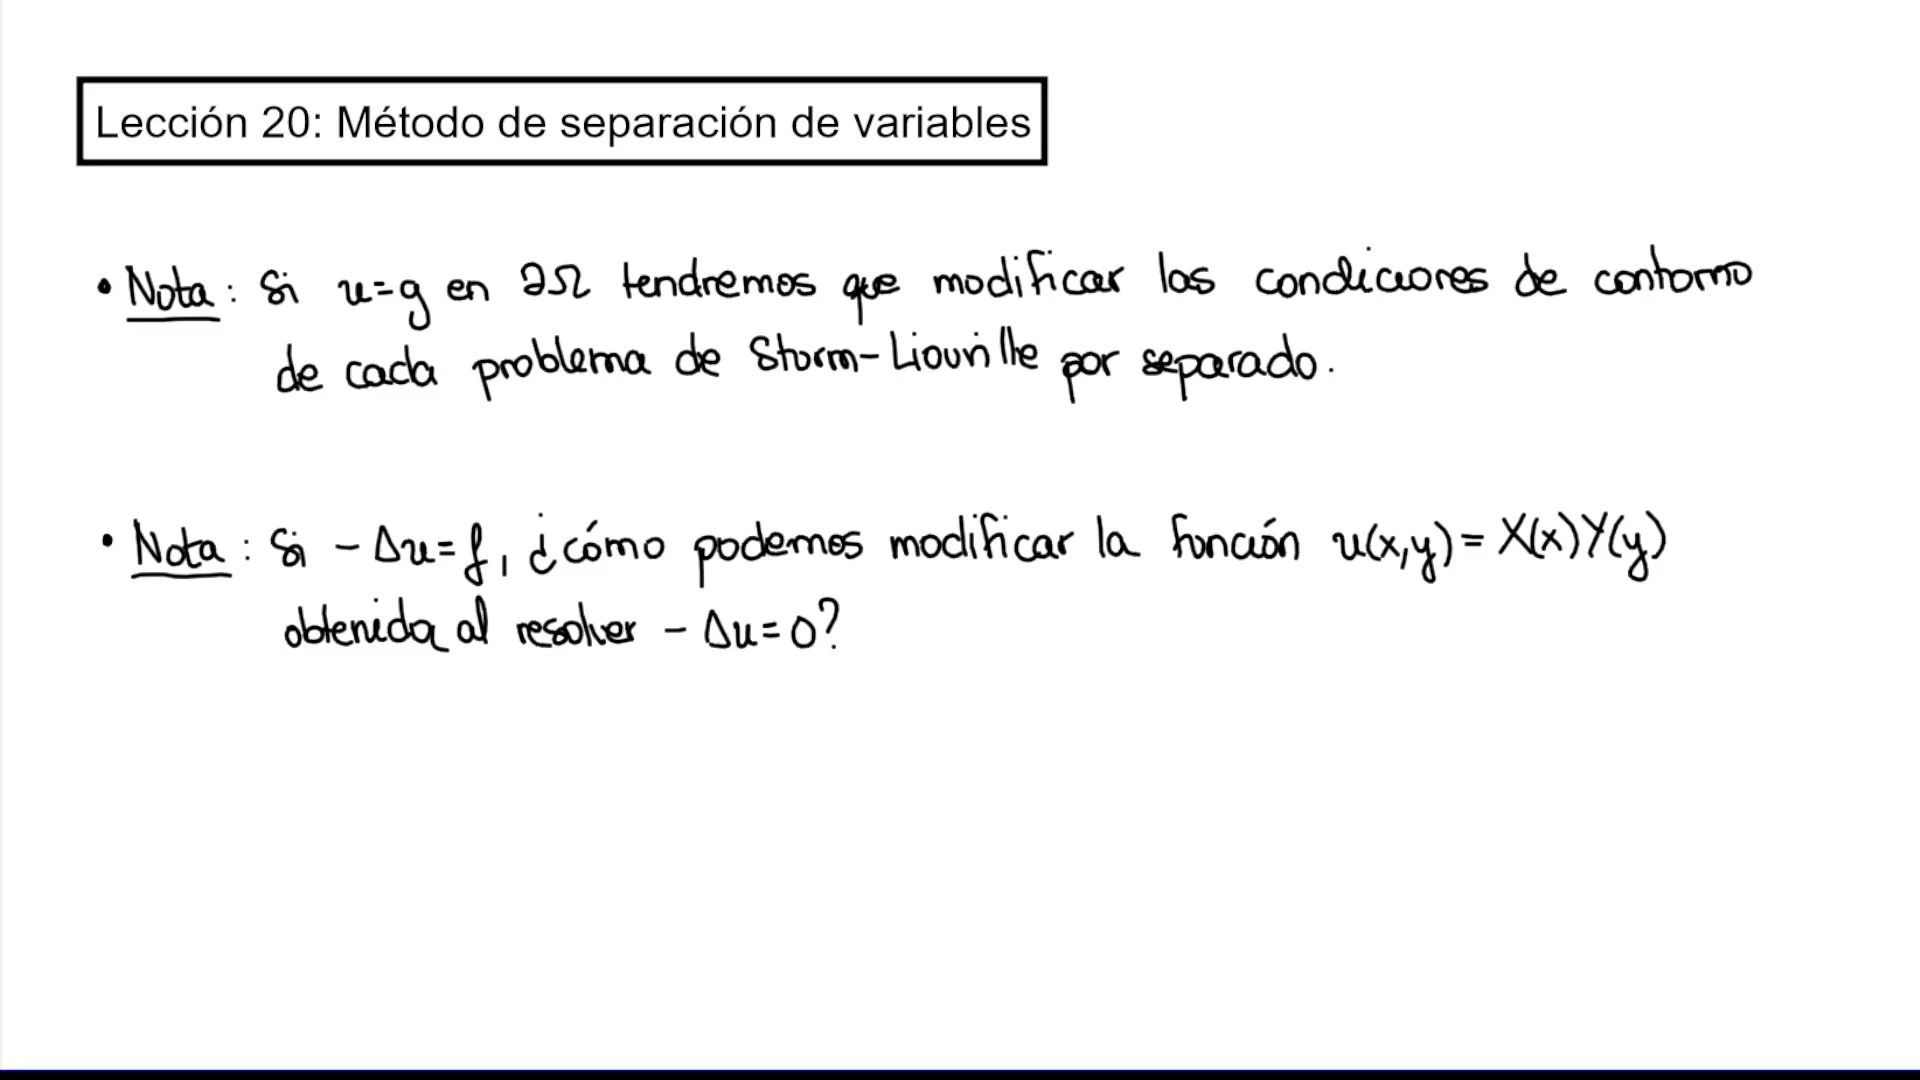 Lección 20: Método de separación de variables
• Nota: Si u=g en ∂Ω tendremos que modificar las condiciones de contorno
de cada problema de Sturm-Liouville por separado.
• Nota: Si -Δu=f, ¿cómo podemos modificar la función u(x,y)=X(x)Y(y)
obtenida al resolver -Δu=0?